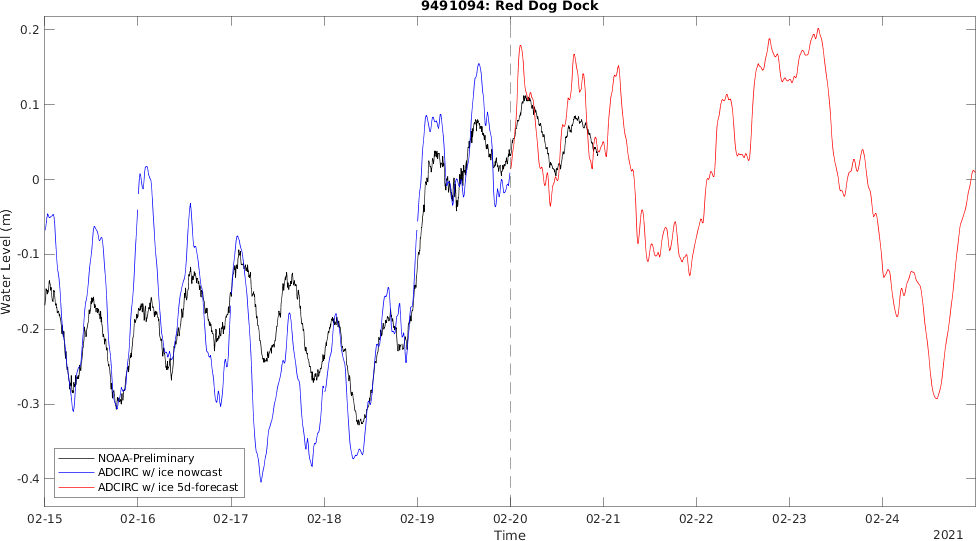 9491094: Red Dog Dock
Water Level (m)
0.2
0.1
0
-0.1
-0.2
-0.3
-0.4
NOAA-Preliminary
ADCIRC w/ ice nowcast
ADCIRC w/ ice 5d-forecast
02-15 02-16 02-17 02-18 02-19 02-20 02-21 02-22 02-23 02-24
Time
2021